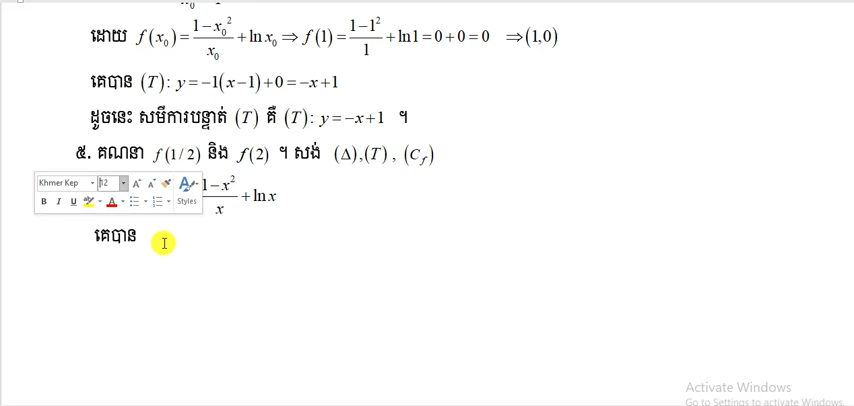 ដោយ f(x₀) = (1−x₀²)/x₀ + ln x₀ ⇒ f(1) = (1−1²)/1 + ln1 = 0 + 0 = 0 ⇒ (1,0)
គេបាន (T): y = −1(x−1)+0 = −x+1
ដូចនេះ សមីការបន្ទាត់ (T) គឺ (T): y = −x+1 ។
៥. គណនា f(1/2) និង f(2) ។ សង់ (Δ),(T), (C_f)
Khmer Kep 12
(1−x²)/x + ln x
B I U ab A Styles
គេបាន
Activate Windows
Go to Settings to activate Windows.